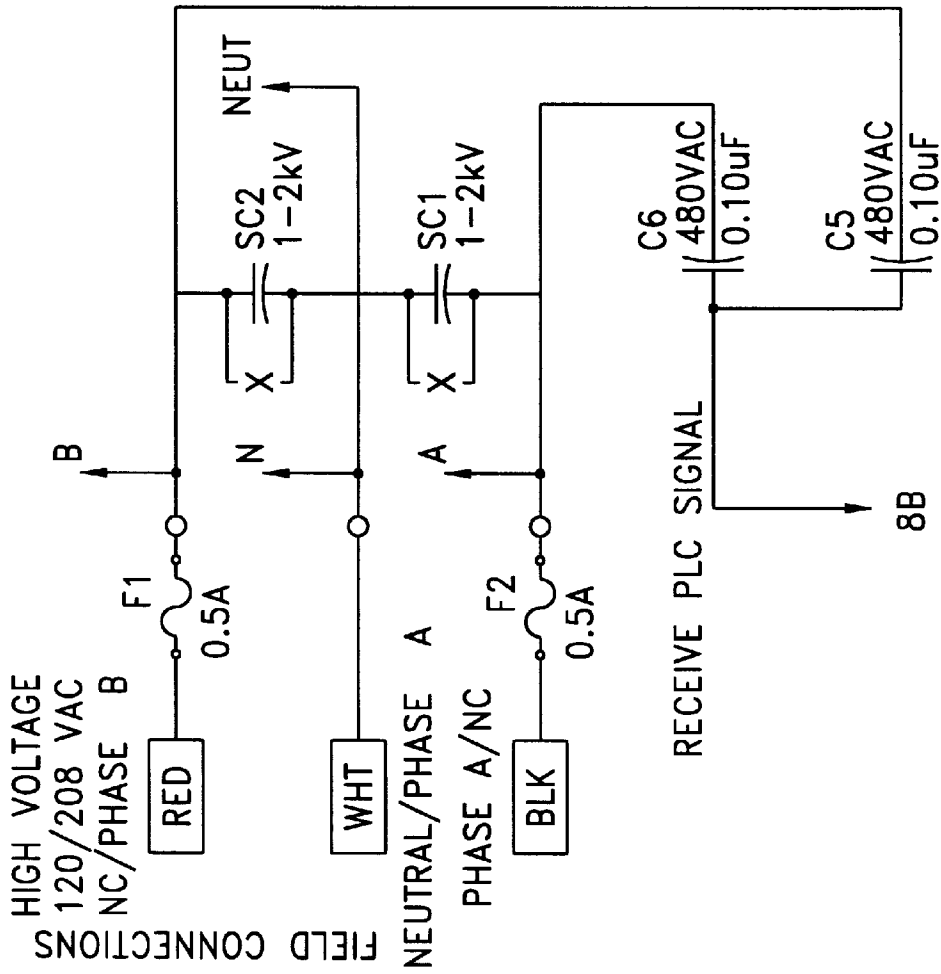 FIELD CONNECTIONS
HIGH VOLTAGE
120/208 VAC
NC/PHASE B
RED
F1
0.5A
B
SC2
1-2kV
X
NEUT
N
WHT
NEUTRAL/PHASE A
X
SC1
1-2kV
A
PHASE A/NC
BLK
F2
0.5A
RECEIVE PLC SIGNAL
C6
480VAC
0.10uF
C5
480VAC
0.10uF
8B